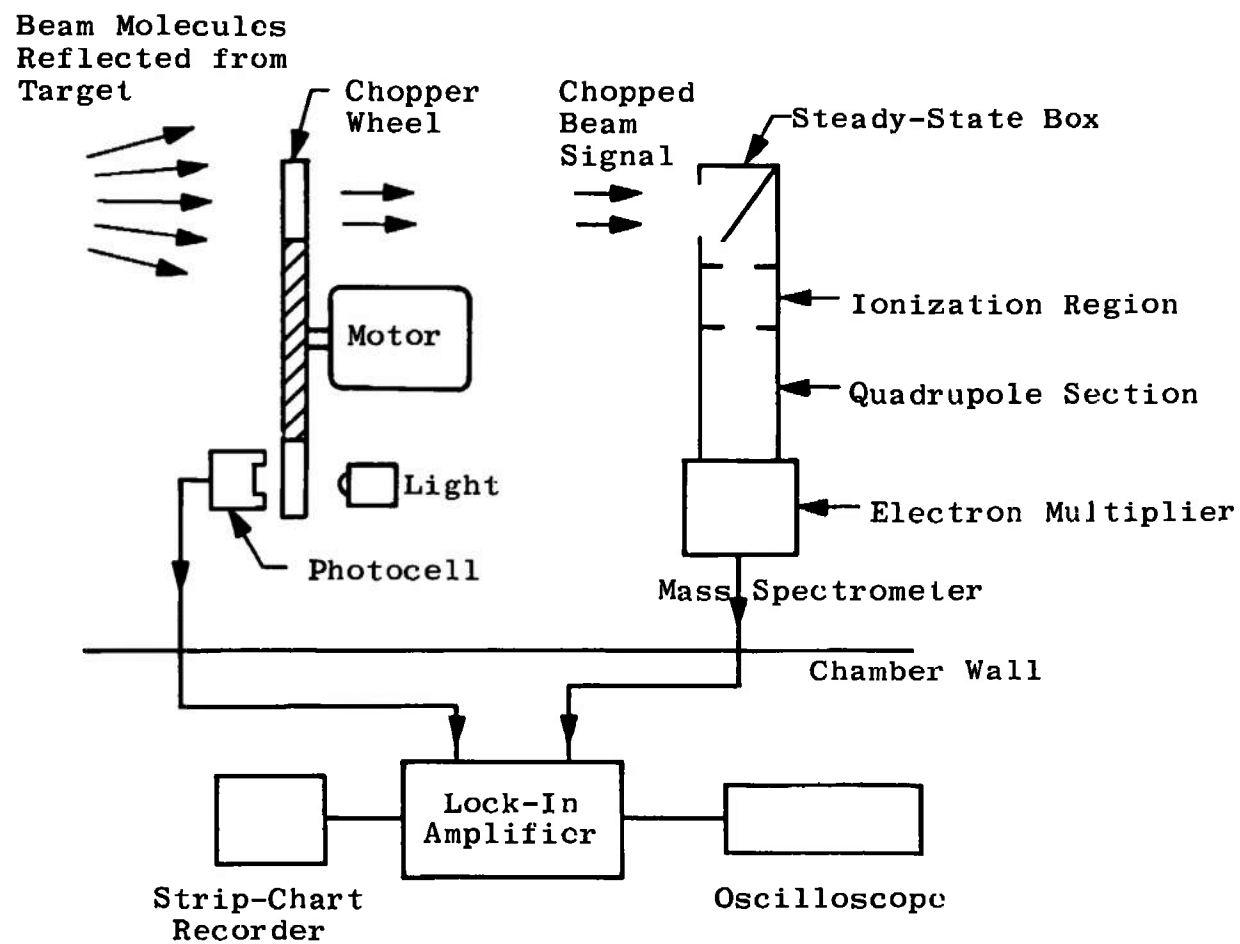 Beam Molecules
Reflected from
Target
Chopper
Wheel
Chopped
Beam
Signal
Steady-State Box
Motor
Ionization Region
Quadrupole Section
Light
Electron Multiplier
Photocell
Mass Spectrometer
Chamber Wall
Lock-In
Amplifier
Strip-Chart
Recorder
Oscilloscope